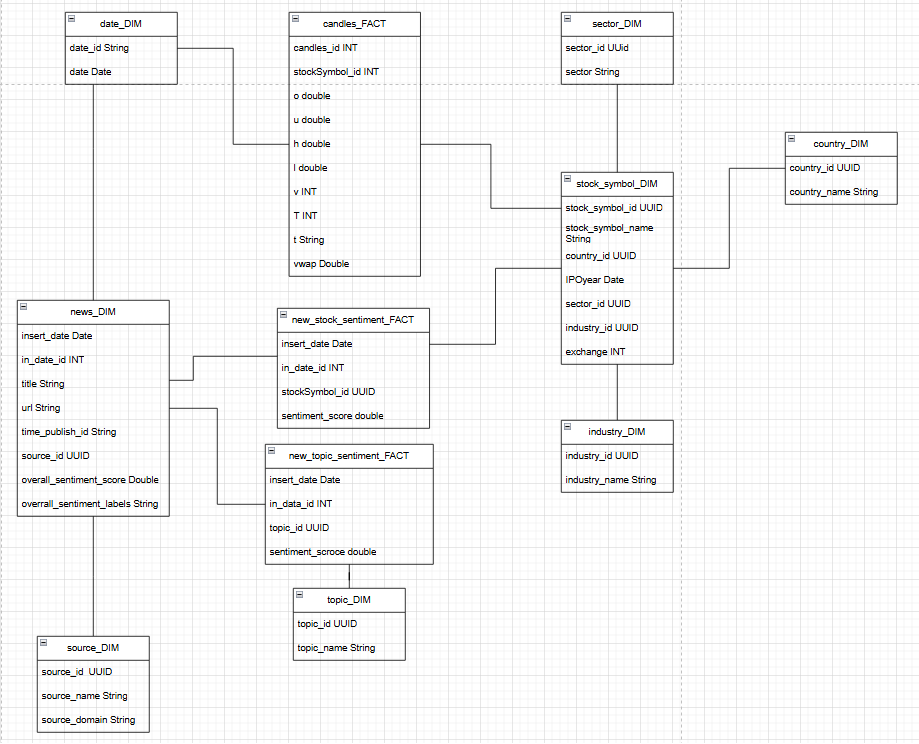 date_DIM
date_id String
date Date
candles_FACT
candles_id INT
stockSymbol_id INT
o double
u double
h double
l double
v INT
T INT
t String
vwap Double
sector_DIM
sector_id UUid
sector String
country_DIM
country_id UUID
country_name String
stock_symbol_DIM
stock_symbol_id UUID
stock_symbol_name
String
country_id UUID
IPOyear Date
sector_id UUID
industry_id UUID
exchange INT
news_DIM
insert_date Date
in_date_id INT
title String
url String
time_publish_id String
source_id UUID
overall_sentiment_score Double
overrall_sentiment_labels String
new_stock_sentiment_FACT
insert_date Date
in_date_id INT
stockSymbol_id UUID
sentiment_score double
new_topic_sentiment_FACT
insert_date Date
in_data_id INT
topic_id UUID
sentiment_scroce double
industry_DIM
industry_id UUID
industry_name String
topic_DIM
topic_id UUID
topic_name String
source_DIM
source_id UUID
source_name String
source_domain String